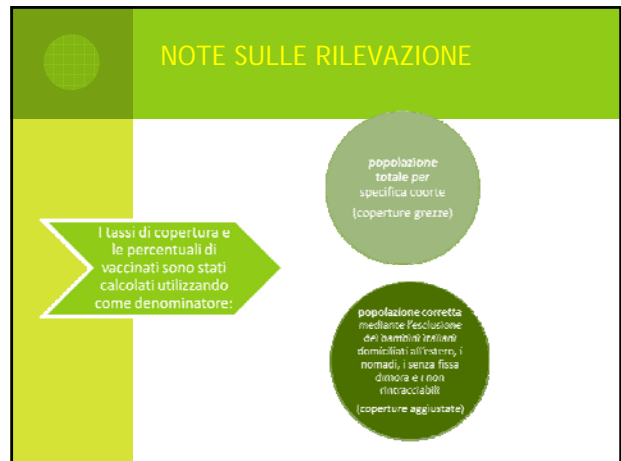 NOTE SULLE RILEVAZIONE
I tassi di copertura e
le percentuali di
vaccinati sono stati
calcolati utilizzando
come denominatore:
popolazione
totale per
specifica coorte
(coperture grezze)
popolazione corretta
mediante l'esclusione
dei bambini italiani
domiciliati all'estero, i
nomadi, i senza fissa
dimora e i non
rintracciabili
(coperture aggiustate)